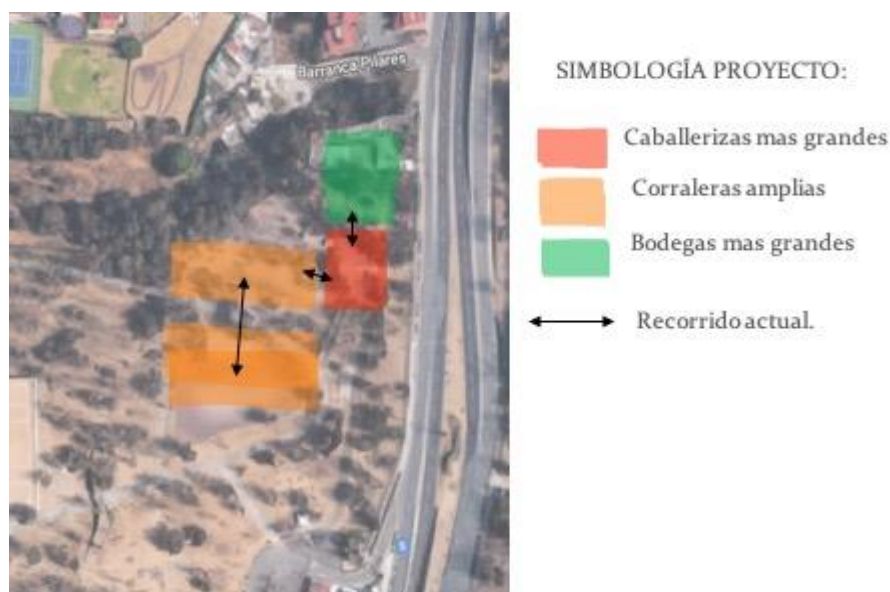 Barranca Pilares
SIMBOLOGÍA PROYECTO:
Caballerizas mas grandes
Corraleras amplias
Bodegas mas grandes
Recorrido actual.